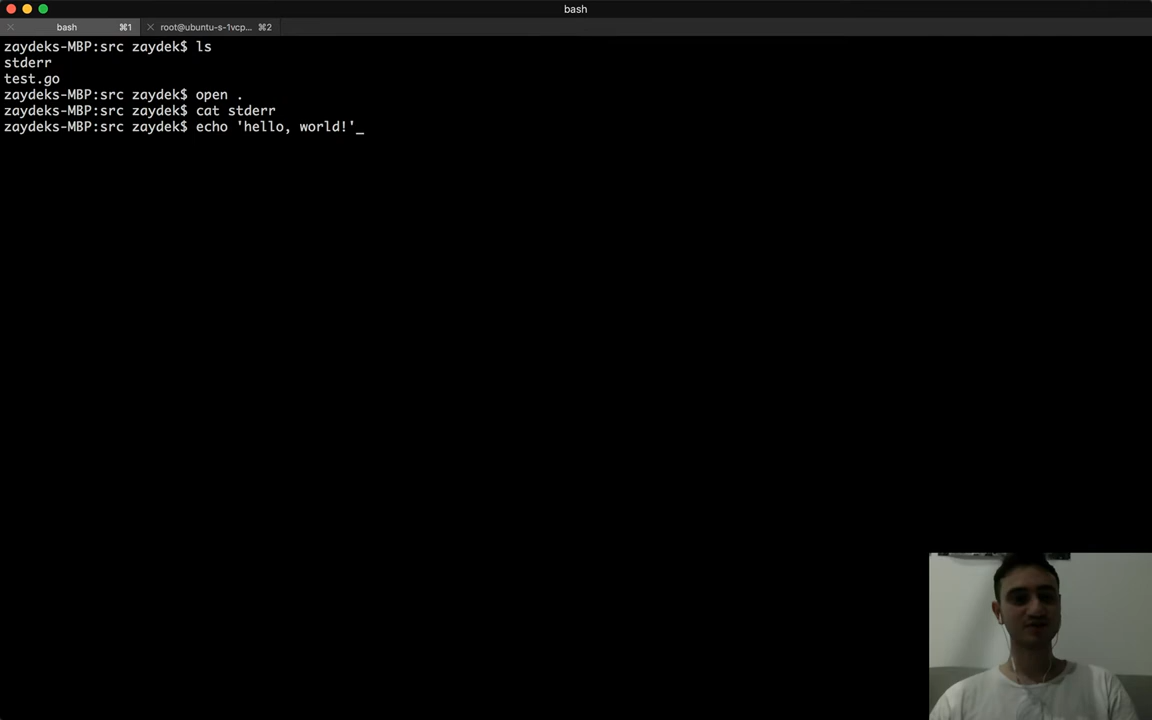 bash
bash ⌘1 root@ubuntu-s-1vcp... ⌘2
zaydeks-MBP:src zaydek$ ls
stderr
test.go
zaydeks-MBP:src zaydek$ open .
zaydeks-MBP:src zaydek$ cat stderr
zaydeks-MBP:src zaydek$ echo 'hello, world!'_